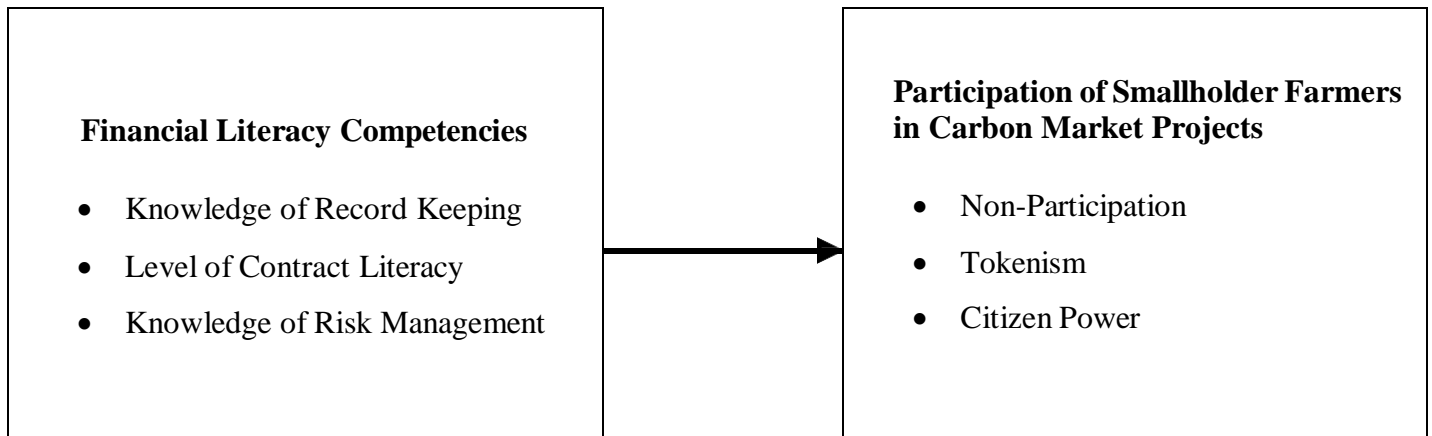 Financial Literacy Competencies
• Knowledge of Record Keeping
• Level of Contract Literacy
• Knowledge of Risk Management
Participation of Smallholder Farmers
in Carbon Market Projects
• Non-Participation
• Tokenism
• Citizen Power